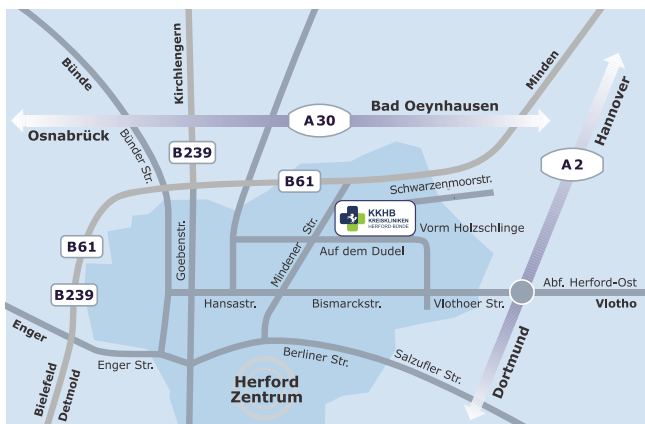 Bünde
Kirchlengern
Minden
Hannover
Bad Oeynhausen
A 30
Osnabrück
Bünder Str.
B239
A 2
B61
Schwarzenmoorstr.
KKHB
KREISKLINIKEN
HERFORD-BÜNDE
Vorm Holzschlinge
Goebenstr.
Mindener Str.
B61
Auf dem Dudel
Abf. Herford-Ost
B239
Hansastr.
Bismarckstr.
Vlothoer Str.
Vlotho
Enger
Enger Str.
Berliner Str.
Salzufler Str.
Dortmund
Bielefeld
Detmold
Herford
Zentrum